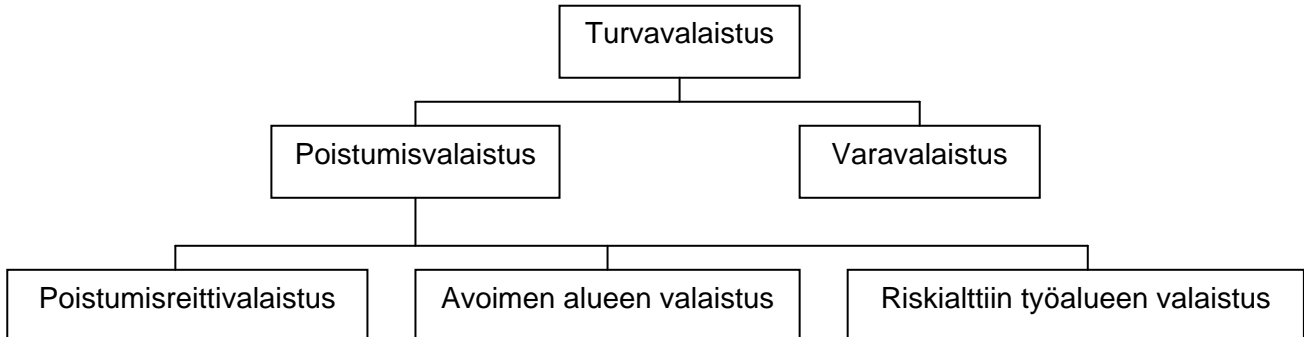 Turvavalaistus
Poistumisvalaistus
Varavalaistus
Poistumisreittivalaistus
Avoimen alueen valaistus
Riskialttiin työalueen valaistus